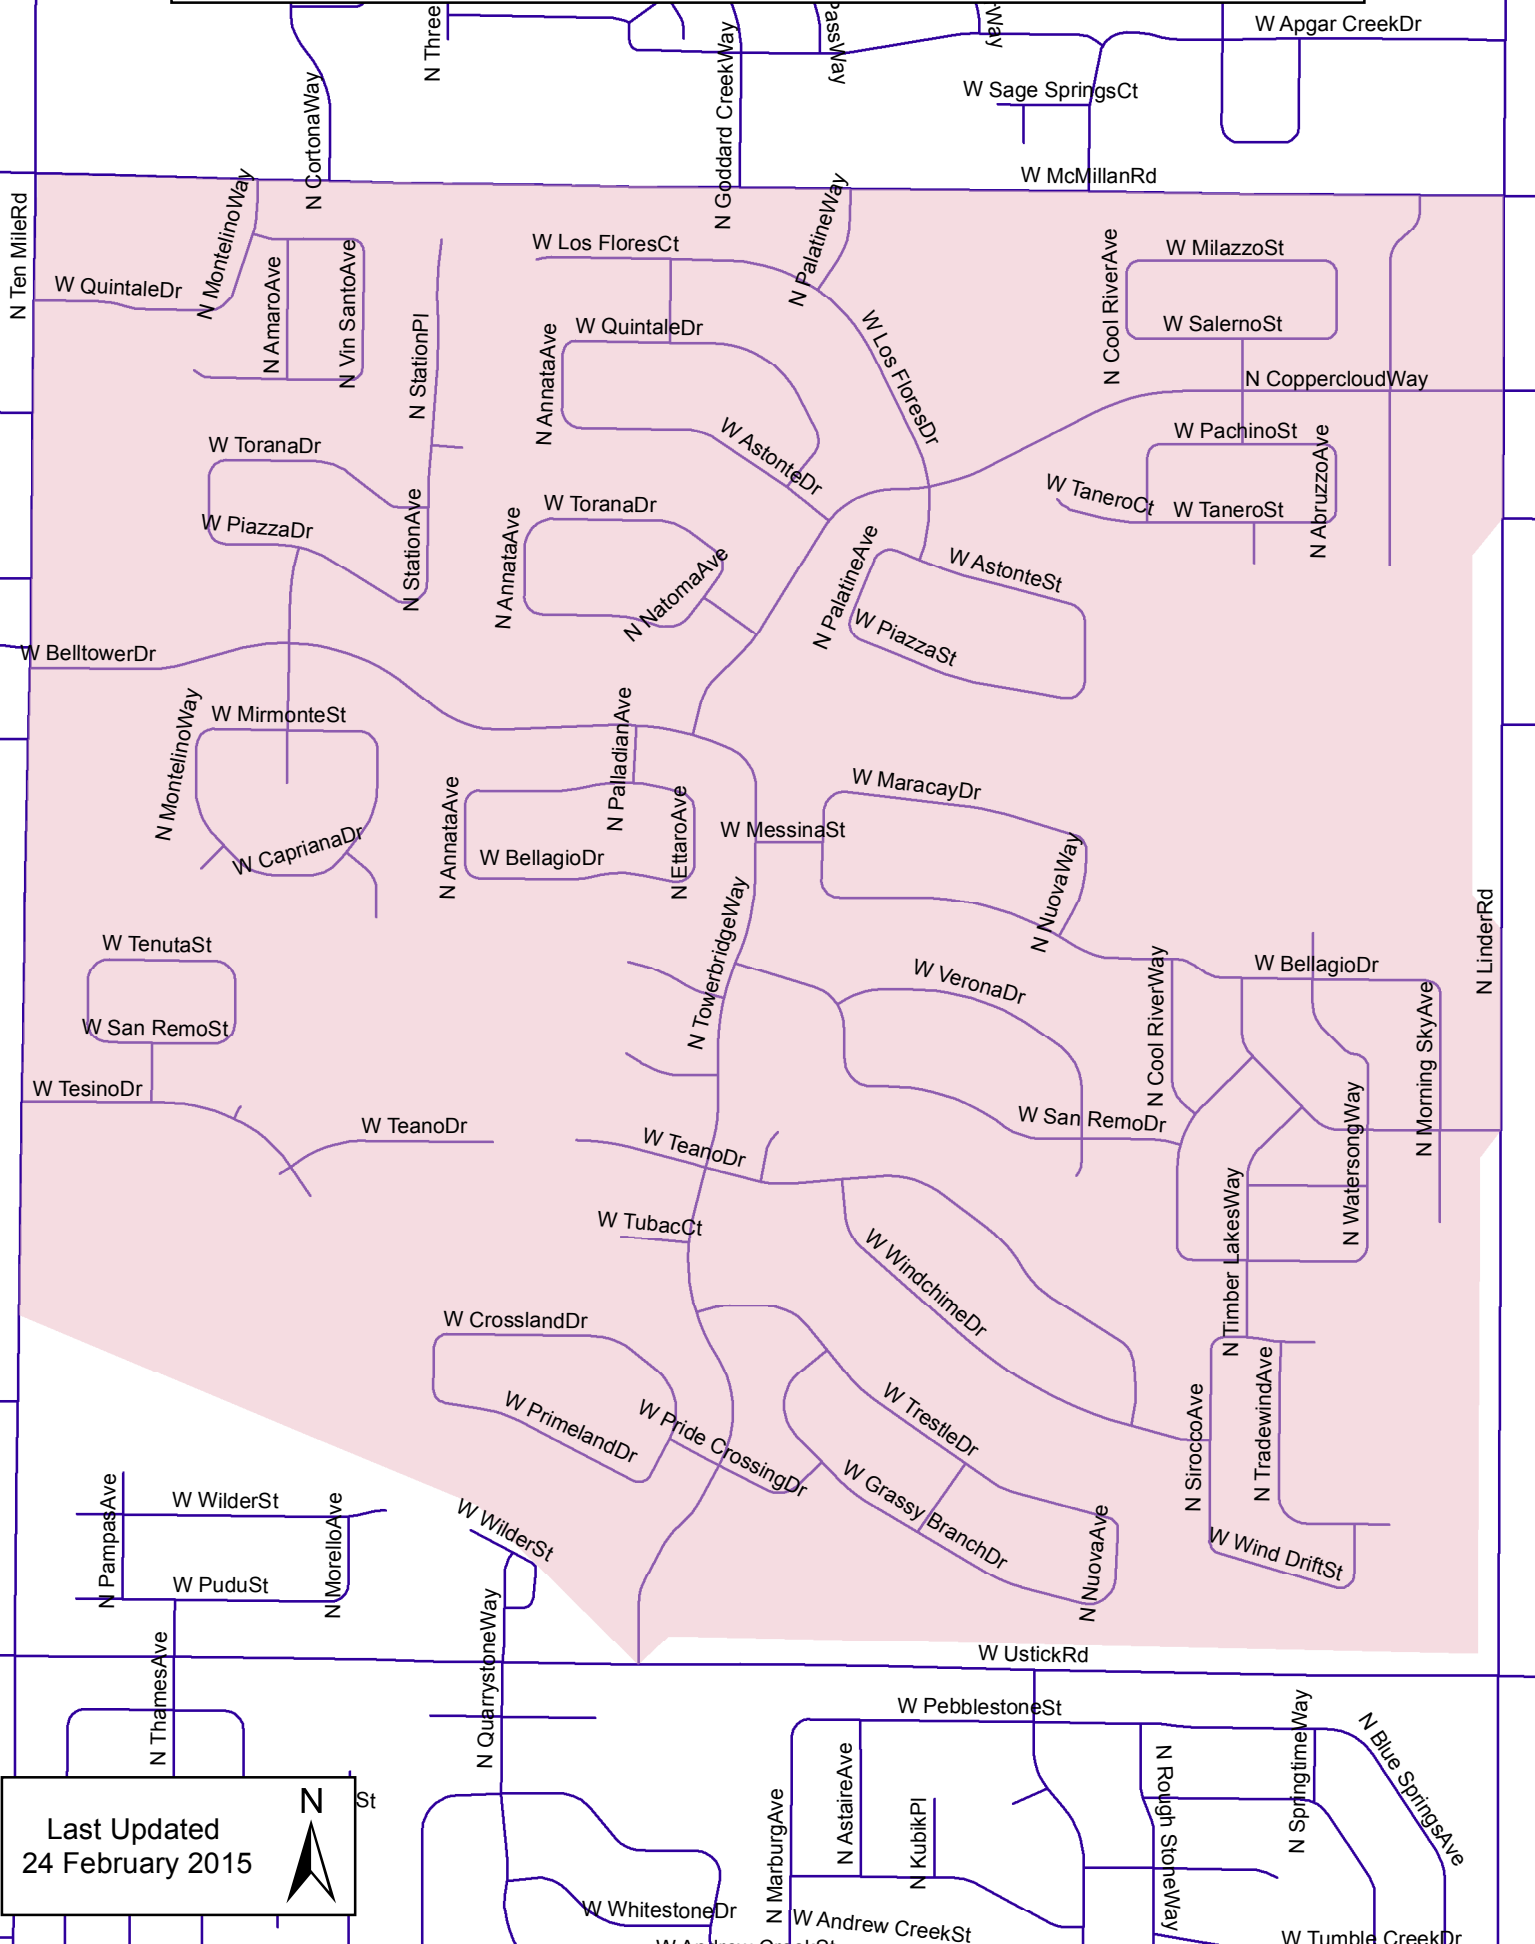 W Apgar CreekDr
N Three
N CortonaWay
N Goddard CreekWay
PassWay
Way
W Sage SpringsCt
W McMillanRd
N Ten MileRd
N MontelinoWay
W QuintaleDr
N AmaroAve
N Vin SantoAve
N StationPl
W Los FloresCt
N PalatineWay
W QuintaleDr
N AnnataAve
W Los FloresDr
W AstonteDr
N Cool RiverAve
W MilazzoSt
W SalernoSt
N CoppercloudWay
W PachinoSt
N AbruzzoAve
W TaneroCt
W TaneroSt
W ToranaDr
W PiazzaDr
N StationAve
W ToranaDr
N AnnataAve
N NatomaAve
N PalatineAve
W AstonteSt
W PiazzaSt
W BelltowerDr
N MontelinoWay
W MirmonteSt
W CaprianaDr
N PalladianAve
N AnnataAve
W BellagioDr
N EttaroAve
W MessinaSt
W MaracayDr
N NuovaWay
N TowerbridgeWay
N LinderRd
W TenutaSt
W San RemoSt
W TesinoDr
W TeanoDr
W VeronaDr
N Cool RiverWay
W BellagioDr
N Morning SkyAve
N WatersongWay
W San RemoDr
W TeanoDr
W TubacCt
W WindchimeDr
N Timber LakesWay
W CrosslandDr
W PrimelandDr
W Pride CrossingDr
W TrestleDr
W Grassy BranchDr
N NuovaAve
N SiroccoAve
N TradewindAve
W Wind DriftSt
N PampasAve
W WilderSt
N MorelloAve
W PuduSt
W WilderSt
N QuarrystoneWay
N ThamesAve
W UstickRd
W PebblestoneSt
N MarburgAve
N AstaireAve
N KubikPl
N Rough StoneWay
N SpringtimeWay
N Blue SpringsAve
St
N
Last Updated
24 February 2015
W WhitestoneDr
W Andrew CreekSt
W Andrew CreekSt
W Tumble CreekDr